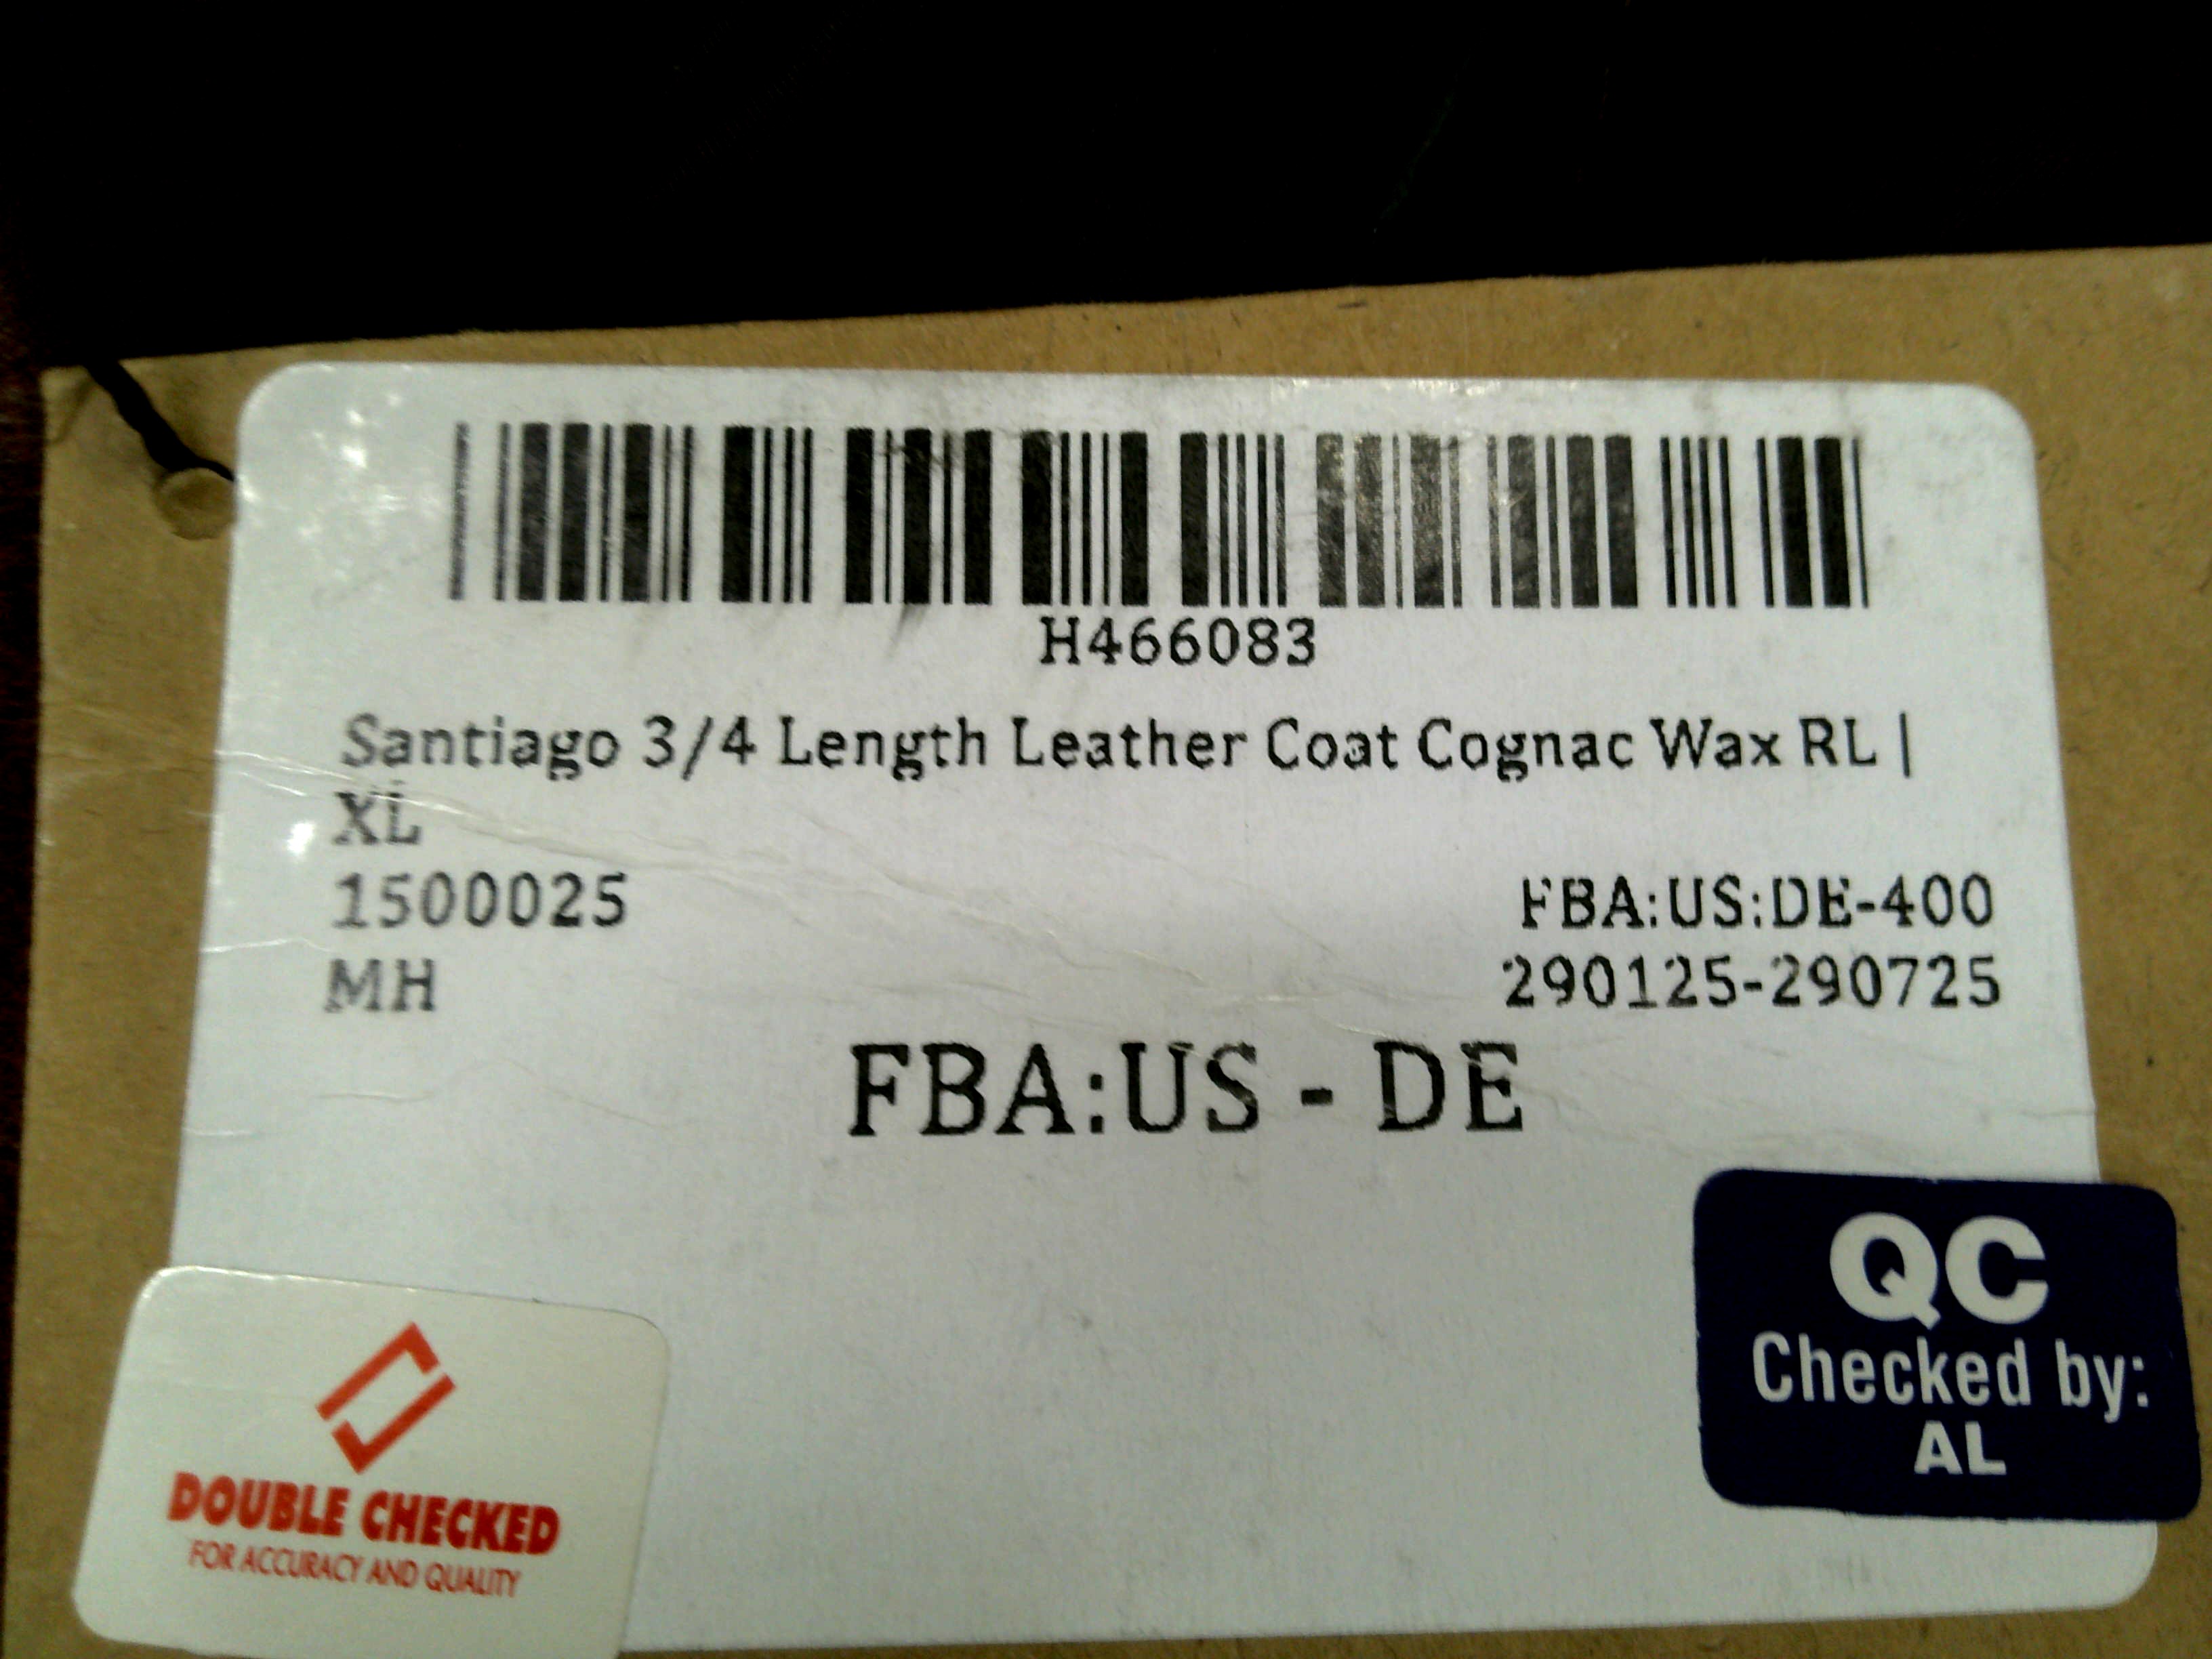 H466083
Santiago 3/4 Length Leather Coat Cognac Wax RL |
XL
1500025 FBA:US:DE-400
MH 290125-290725
FBA:US - DE
QC
Checked by:
AL
DOUBLE CHECKED
FOR ACCURACY AND QUALITY